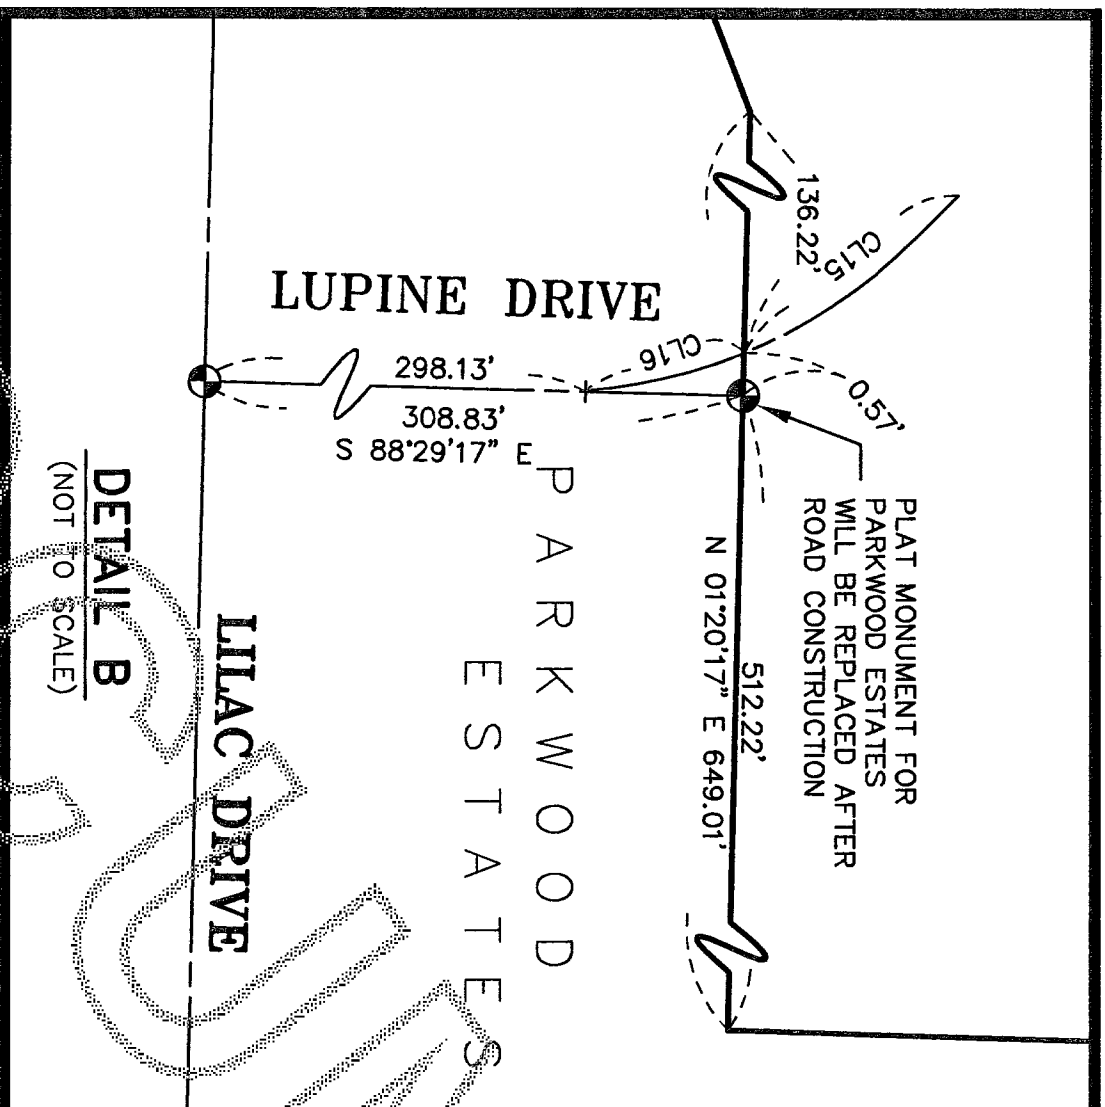 136.22'
CL15
LUPINE DRIVE
CL16
298.13'
308.83'
S 88°29'17" E
0.57'
PLAT MONUMENT FOR
PARKWOOD ESTATES
WILL BE REPLACED AFTER
ROAD CONSTRUCTION
512.22'
N 01°20'17" E 649.01'
PARKWOOD
ESTATES
LILAC DRIVE
DETAIL B
(NOT TO SCALE)